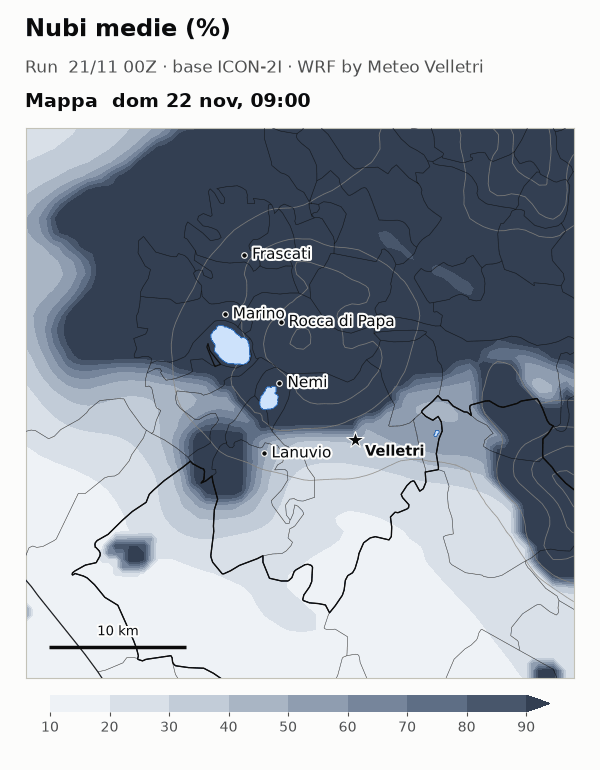 Nubi medie (%)
Run  21/11 00Z · base ICON-2I · WRF by Meteo Velletri
Mappa  dom 22 nov, 09:00
Frascati
Marino
Rocca di Papa
Nemi
Velletri
Lanuvio
10 km
10 20 30 40 50 60 70 80 90